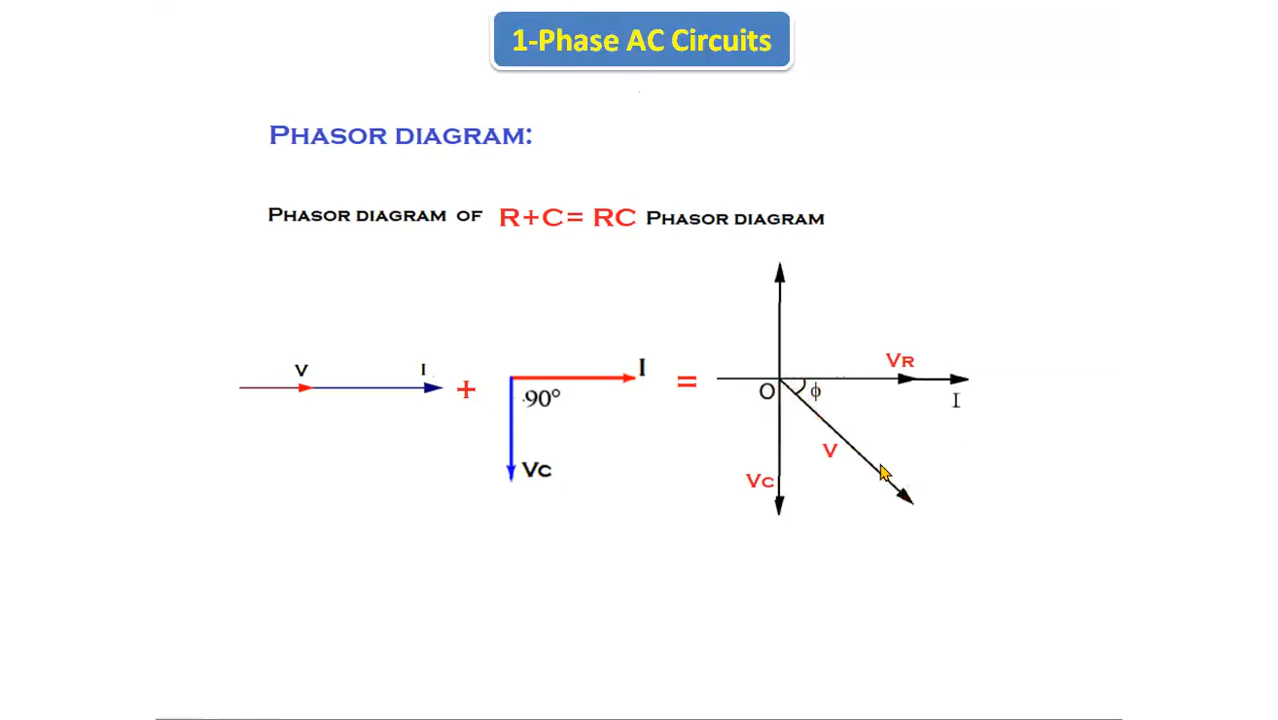 1-Phase AC Circuits
PHASOR DIAGRAM:
PHASOR DIAGRAM OF R+C= RC PHASOR DIAGRAM
V I
+
I
90°
Vc
=
VR
O ϕ
I
V
Vc